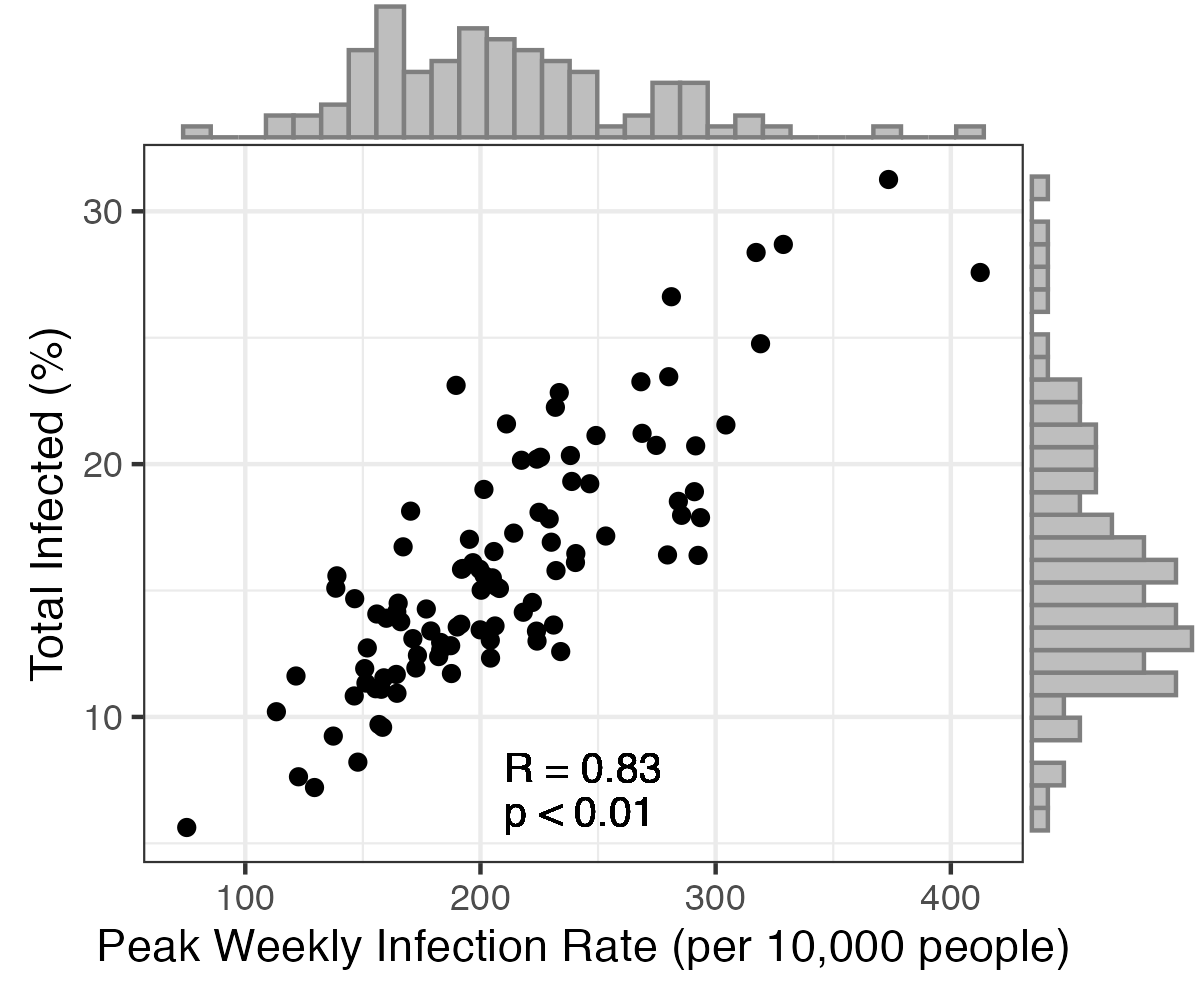 30
20
10
Total Infected (%)
R = 0.83
p < 0.01
100 200 300 400
Peak Weekly Infection Rate (per 10,000 people)